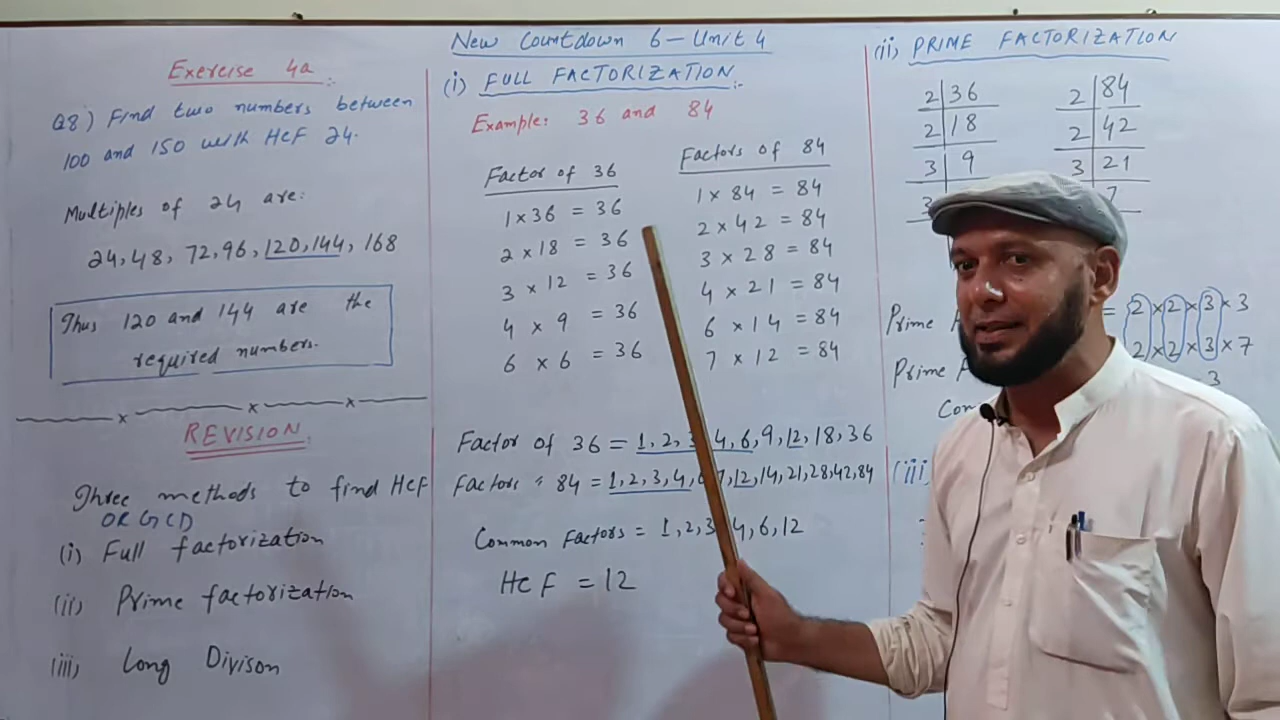 New Countdown 6 - Unit 4
Exercise 4a
Q8) Find two numbers between
100 and 150 with HCF 24.
Multiples of 24 are:
24, 48, 72, 96, 120, 144, 168
Thus 120 and 144 are the
required numbers.
REVISION
Three methods to find HCF
OR GCD
(i) Full factorization
(ii) Prime factorization
(iii) Long Divison
(i) FULL FACTORIZATION
Example: 36 and 84
Factor of 36
1 × 36 = 36
2 × 18 = 36
3 × 12 = 36
4 × 9 = 36
6 × 6 = 36
Factors of 84
1 × 84 = 84
2 × 42 = 84
3 × 28 = 84
4 × 21 = 84
6 × 14 = 84
7 × 12 = 84
Factor of 36 = 1, 2, 3, 4, 6, 9, 12, 18, 36
Factors " 84 = 1, 2, 3, 4, 6, 7, 12, 14, 21, 28, 42, 84
Common Factors = 1, 2, 3, 4, 6, 12
HCF = 12
(ii) PRIME FACTORIZATION
2 36
2 18
3 9
3
2 84
2 42
3 21
7
Prime = 2 × 2 × 3 × 3
Prime 2 × 2 × 3 × 7
3
(iii)